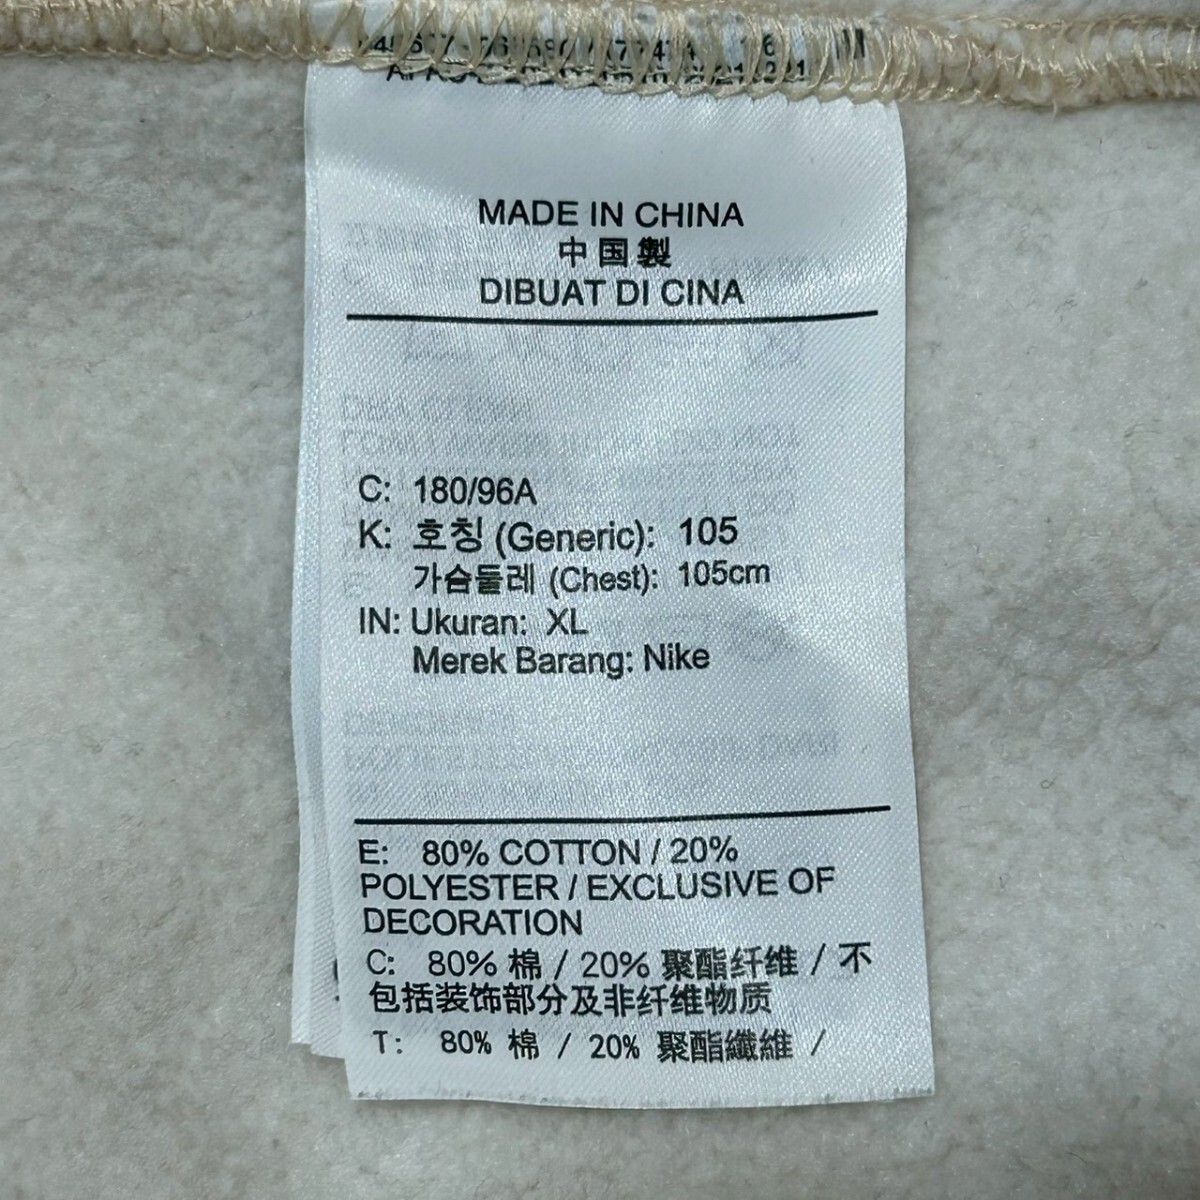 MADE IN CHINA
中国製
DIBUAT DI CINA
C: 180/96A
K: 호칭 (Generic): 105
가슴둘레 (Chest): 105cm
IN: Ukuran: XL
Merek Barang: Nike
E: 80% COTTON / 20%
POLYESTER / EXCLUSIVE OF
DECORATION
C: 80% 棉 / 20% 聚酯纤维 / 不
包括装饰部分及非纤维物质
T: 80% 棉 / 20% 聚酯纖維 /